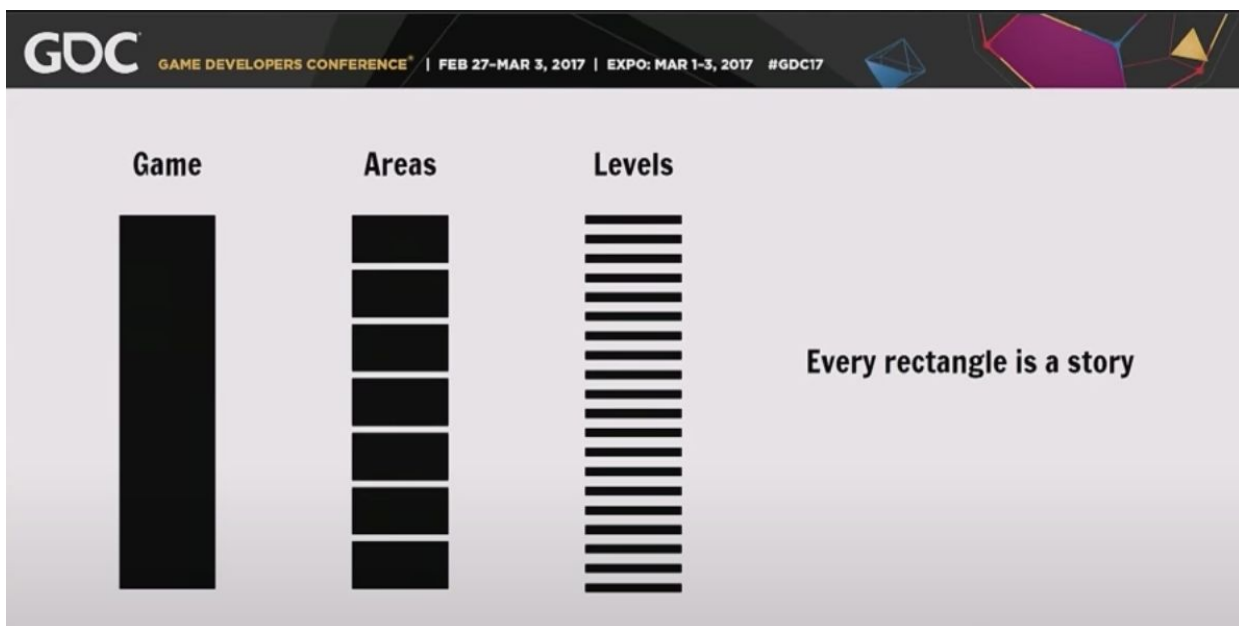 GDC
GAME DEVELOPERS CONFERENCE® | FEB 27–MAR 3, 2017 | EXPO: MAR 1–3, 2017 #GDC17
Game Areas Levels
Every rectangle is a story